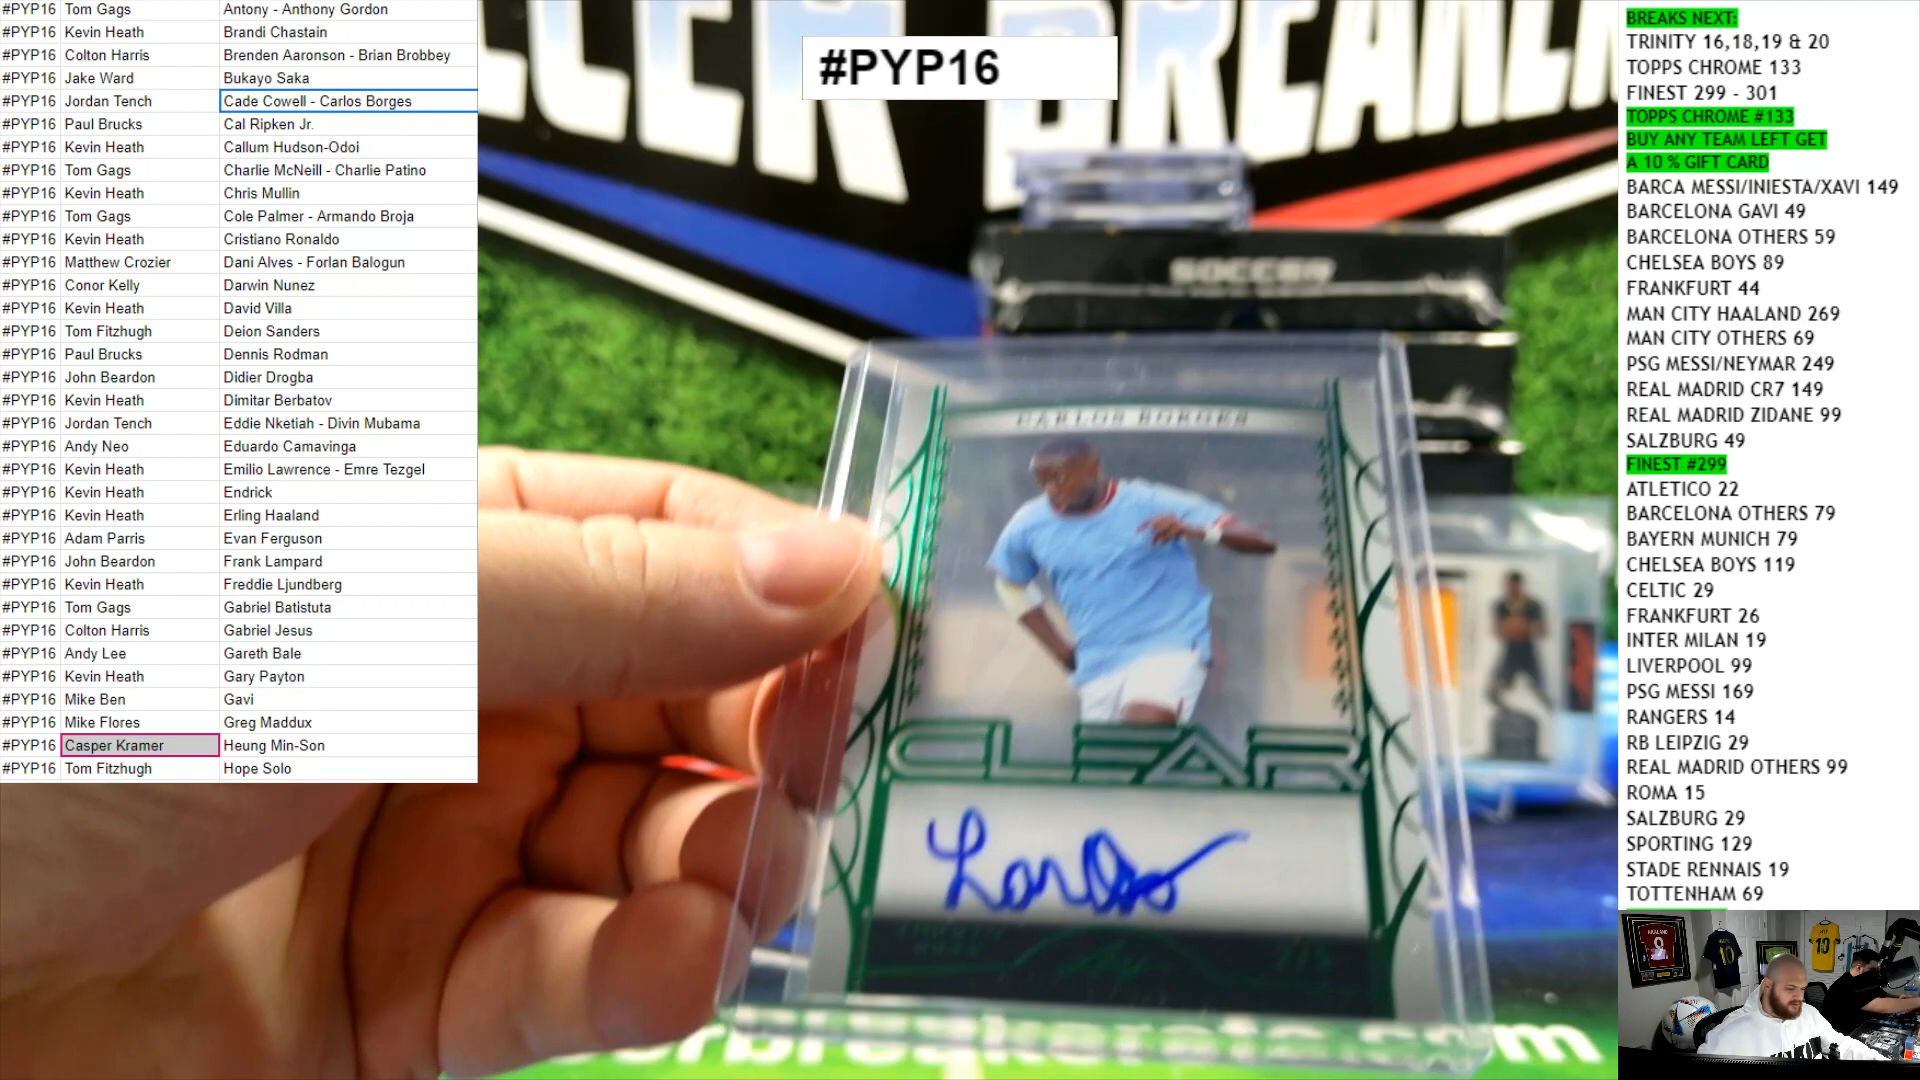 #PYP16 Tom Gags Antony - Anthony Gordon
#PYP16 Kevin Heath Brandi Chastain
#PYP16 Colton Harris Brenden Aaronson - Brian Brobbey
#PYP16 Jake Ward Bukayo Saka
#PYP16 Jordan Tench Cade Cowell - Carlos Borges
#PYP16 Paul Brucks Cal Ripken Jr.
#PYP16 Kevin Heath Callum Hudson-Odoi
#PYP16 Tom Gags Charlie McNeill - Charlie Patino
#PYP16 Kevin Heath Chris Mullin
#PYP16 Tom Gags Cole Palmer - Armando Broja
#PYP16 Kevin Heath Cristiano Ronaldo
#PYP16 Matthew Crozier Dani Alves - Forlan Balogun
#PYP16 Conor Kelly Darwin Nunez
#PYP16 Kevin Heath David Villa
#PYP16 Tom Fitzhugh Deion Sanders
#PYP16 Paul Brucks Dennis Rodman
#PYP16 John Beardon Didier Drogba
#PYP16 Kevin Heath Dimitar Berbatov
#PYP16 Jordan Tench Eddie Nketiah - Divin Mubama
#PYP16 Andy Neo Eduardo Camavinga
#PYP16 Kevin Heath Emilio Lawrence - Emre Tezgel
#PYP16 Kevin Heath Endrick
#PYP16 Kevin Heath Erling Haaland
#PYP16 Adam Parris Evan Ferguson
#PYP16 John Beardon Frank Lampard
#PYP16 Kevin Heath Freddie Ljundberg
#PYP16 Tom Gags Gabriel Batistuta
#PYP16 Colton Harris Gabriel Jesus
#PYP16 Andy Lee Gareth Bale
#PYP16 Kevin Heath Gary Payton
#PYP16 Mike Ben Gavi
#PYP16 Mike Flores Greg Maddux
#PYP16 Casper Kramer Heung Min-Son
#PYP16 Tom Fitzhugh Hope Solo
#PYP16
SOCCER
CARLOS BORGES
CLEAR
BREAKS NEXT:
TRINITY 16,18,19 & 20
TOPPS CHROME 133
FINEST 299 - 301
TOPPS CHROME #133
BUY ANY TEAM LEFT GET
A 10 % GIFT CARD
BARCA MESSI/INIESTA/XAVI 149
BARCELONA GAVI 49
BARCELONA OTHERS 59
CHELSEA BOYS 89
FRANKFURT 44
MAN CITY HAALAND 269
MAN CITY OTHERS 69
PSG MESSI/NEYMAR 249
REAL MADRID CR7 149
REAL MADRID ZIDANE 99
SALZBURG 49
FINEST #299
ATLETICO 22
BARCELONA OTHERS 79
BAYERN MUNICH 79
CHELSEA BOYS 119
CELTIC 29
FRANKFURT 26
INTER MILAN 19
LIVERPOOL 99
PSG MESSI 169
RANGERS 14
RB LEIPZIG 29
REAL MADRID OTHERS 99
ROMA 15
SALZBURG 29
SPORTING 129
STADE RENNAIS 19
TOTTENHAM 69
HAALAND
9
10
10